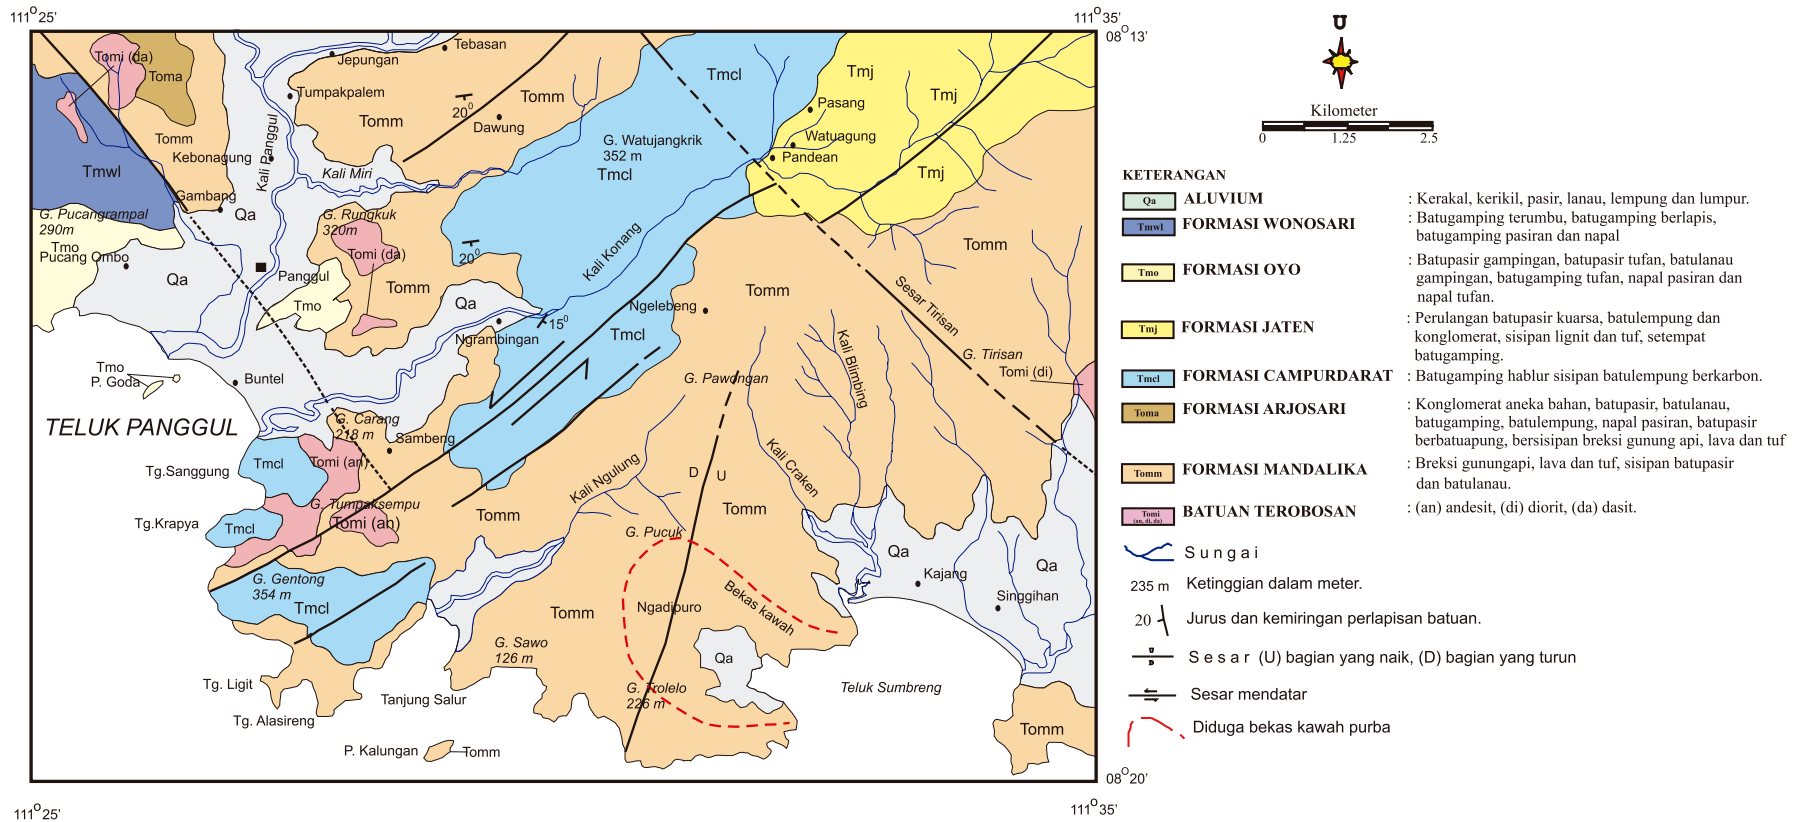 111° 25'
111° 35'
08° 13'
U
Kilometer
0 1.25 2.5
Tomi (da)
Toma
Jepungan
Tebasan
Tmcl
Tmj
Tmj
Tumpakpalem
20°
Tomm
Pasang
Tomm
Dawung
Tomm
Watuagung
G. Watujangkrik
352 m
Tmcl
Kebonagung
Kali Panggul
Pandean
Tmwl
Kali Miri
Tmj
Gambang
Qa
G. Pucangrampal
290m
G. Rungkuk
320m
Tmo
Pucang Ombo
Tomi (da)
20°
Kali Konang
Tomm
Qa
Panggul
Tomm
Tomm
Sesar Tirisan
Tmo
Qa
Ngelebeng
15°
Tmcl
Ngrambingan
Kali Blimbing
G. Tirisan
Tomi (di)
Tmo
P. Goda
Buntel
G. Pawongan
TELUK PANGGUL
G. Carang
218 m
Sambeng
Tg.Sanggung
Tmcl
Tomi (an)
Kali Ngulung
D U
Kali Craken
G. Tumpaksempu
Tomm
Tomm
Tg.Krapya
Tmcl
Tomi (an)
G. Pucuk
Qa
Qa
G. Gentong
354 m
Tmcl
Kajang
Singgihan
Tomm
Ngadipuro
Bekas kawah
G. Sawo
126 m
Qa
Tg. Ligit
Tanjung Salur
G. Trolelo
226 m
Teluk Sumbreng
Tg. Alasireng
Tomm
P. Kalungan
Tomm
08° 20'
111° 25'
111° 35'
KETERANGAN
Qa ALUVIUM : Kerakal, kerikil, pasir, lanau, lempung dan lumpur.
Tmwl FORMASI WONOSARI : Batugamping terumbu, batugamping berlapis,
batugamping pasiran dan napal
Tmo FORMASI OYO : Batupasir gampingan, batupasir tufan, batulanau
gampingan, batugamping tufan, napal pasiran dan
napal tufan.
Tmj FORMASI JATEN : Perulangan batupasir kuarsa, batulempung dan
konglomerat, sisipan lignit dan tuf, setempat
batugamping.
Tmcl FORMASI CAMPURDARAT : Batugamping hablur sisipan batulempung berkarbon.
Toma FORMASI ARJOSARI : Konglomerat aneka bahan, batupasir, batulanau,
batugamping, batulempung, napal pasiran, batupasir
berbatuapung, bersisipan breksi gunung api, lava dan tuf
Tomm FORMASI MANDALIKA : Breksi gunungapi, lava dan tuf, sisipan batupasir
dan batulanau.
Tomi
(an, di, da)
BATUAN TEROBOSAN : (an) andesit, (di) diorit, (da) dasit.
Sungai
235 m Ketinggian dalam meter.
20 Jurus dan kemiringan perlapisan batuan.
U
D
Sesar (U) bagian yang naik, (D) bagian yang turun
Sesar mendatar
Diduga bekas kawah purba